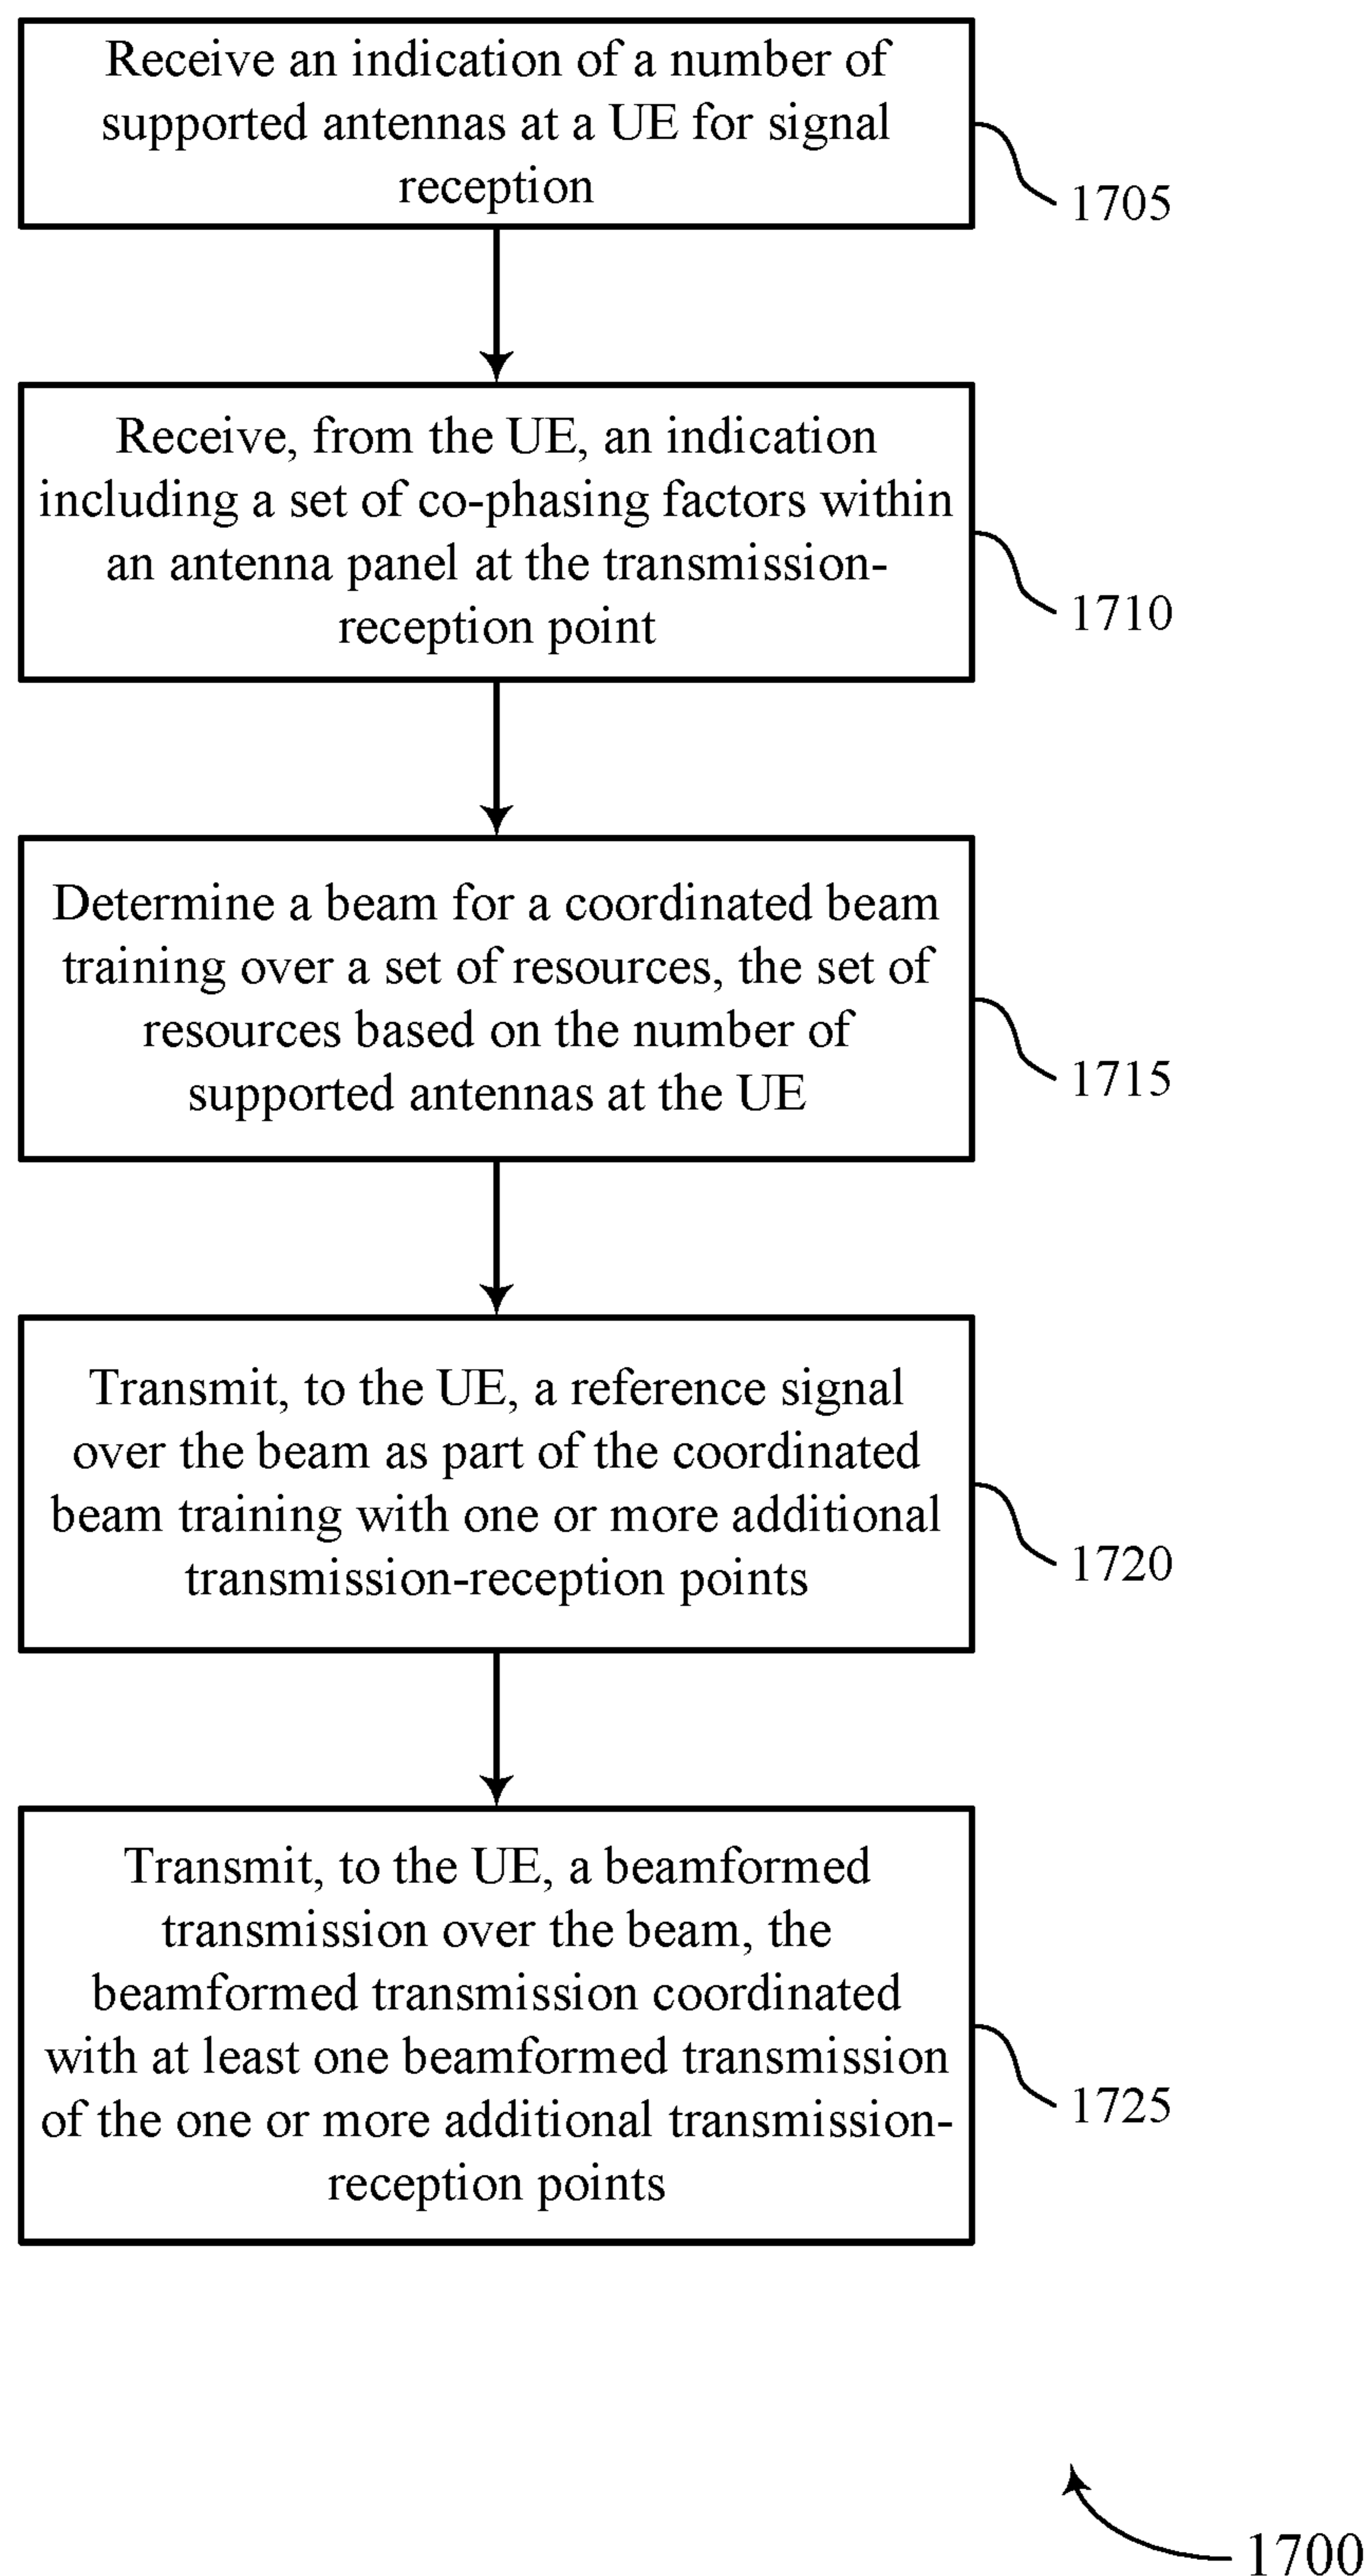 Receive an indication of a number of
supported antennas at a UE for signal
reception
1705
Receive, from the UE, an indication
including a set of co-phasing factors within
an antenna panel at the transmission-
reception point
1710
Determine a beam for a coordinated beam
training over a set of resources, the set of
resources based on the number of
supported antennas at the UE
1715
Transmit, to the UE, a reference signal
over the beam as part of the coordinated
beam training with one or more additional
transmission-reception points
1720
Transmit, to the UE, a beamformed
transmission over the beam, the
beamformed transmission coordinated
with at least one beamformed transmission
of the one or more additional transmission-
reception points
1725
1700